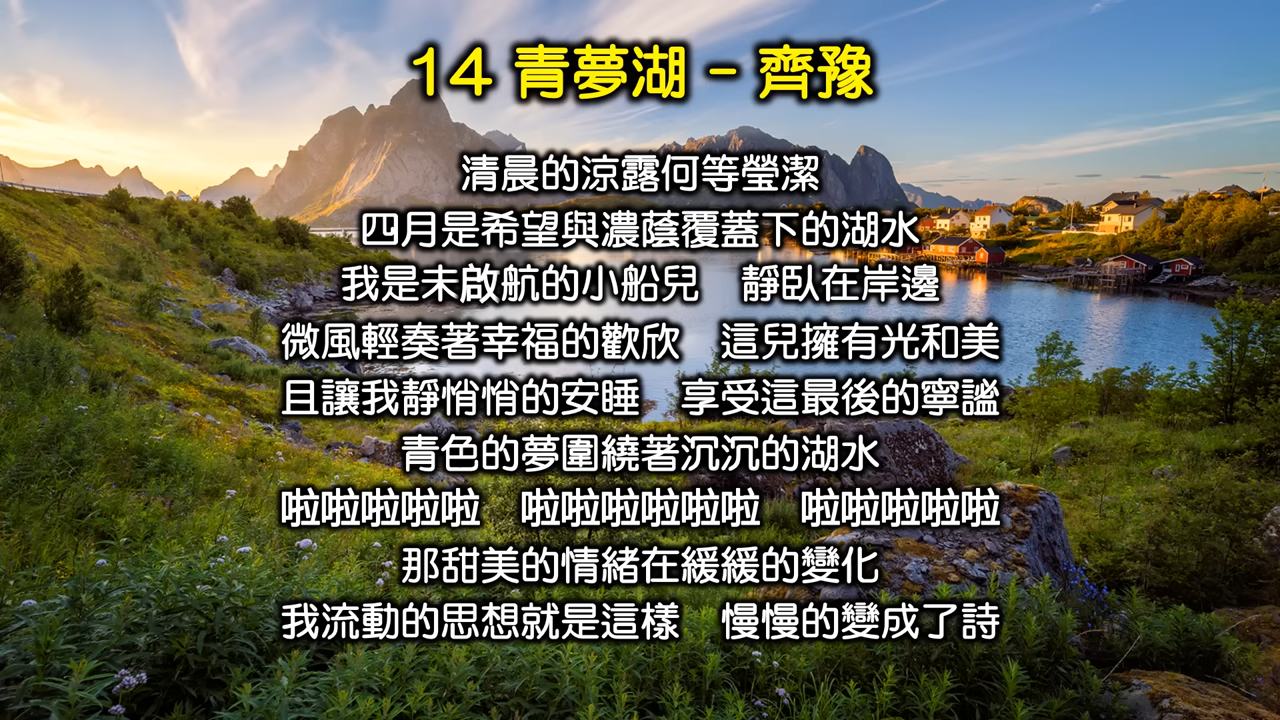 14 青夢湖 - 齊豫
清晨的涼露何等瑩潔
四月是希望與濃蔭覆蓋下的湖水
我是未啟航的小船兒　靜臥在岸邊
微風輕奏著幸福的歡欣　這兒擁有光和美
且讓我靜悄悄的安睡　享受這最後的寧謐
青色的夢圍繞著沉沉的湖水
啦啦啦啦啦　啦啦啦啦啦啦　啦啦啦啦啦
那甜美的情緒在緩緩的變化
我流動的思想就是這樣　慢慢的變成了詩